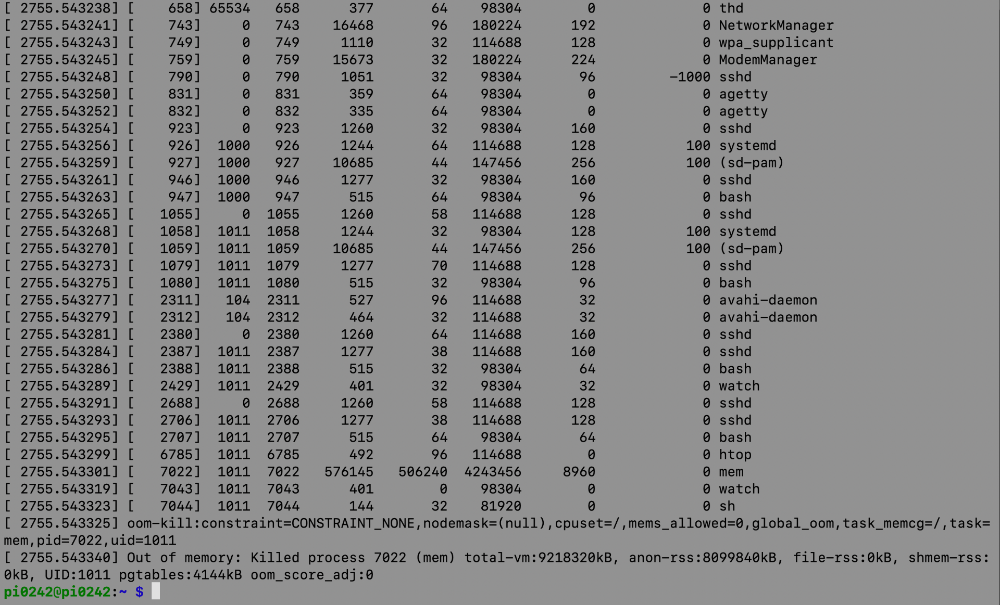 [ 2755.543238] [    658] 65534   658      377       64    98304        0             0 thd
[ 2755.543241] [    743]     0   743    16468       96   180224      192             0 NetworkManager
[ 2755.543243] [    749]     0   749     1110       32   114688      128             0 wpa_supplicant
[ 2755.543245] [    759]     0   759    15673       32   180224      224             0 ModemManager
[ 2755.543248] [    790]     0   790     1051       32    98304       96         -1000 sshd
[ 2755.543250] [    831]     0   831      359       64    98304        0             0 agetty
[ 2755.543252] [    832]     0   832      335       64    98304        0             0 agetty
[ 2755.543254] [    923]     0   923     1260       32    98304      160             0 sshd
[ 2755.543256] [    926]  1000   926     1244       64   114688      128           100 systemd
[ 2755.543259] [    927]  1000   927    10685       44   147456      256           100 (sd-pam)
[ 2755.543261] [    946]  1000   946     1277       32    98304      160             0 sshd
[ 2755.543263] [    947]  1000   947      515       64    98304       96             0 bash
[ 2755.543265] [   1055]     0  1055     1260       58   114688      128             0 sshd
[ 2755.543268] [   1058]  1011  1058     1244       32    98304      128           100 systemd
[ 2755.543270] [   1059]  1011  1059    10685       44   147456      256           100 (sd-pam)
[ 2755.543273] [   1079]  1011  1079     1277       70   114688      128             0 sshd
[ 2755.543275] [   1080]  1011  1080      515       32    98304       96             0 bash
[ 2755.543277] [   2311]   104  2311      527       96   114688       32             0 avahi-daemon
[ 2755.543279] [   2312]   104  2312      464       32   114688       32             0 avahi-daemon
[ 2755.543281] [   2380]     0  2380     1260       64   114688      160             0 sshd
[ 2755.543284] [   2387]  1011  2387     1277       38   114688      160             0 sshd
[ 2755.543286] [   2388]  1011  2388      515       32    98304       64             0 bash
[ 2755.543289] [   2429]  1011  2429      401       32    98304       32             0 watch
[ 2755.543291] [   2688]     0  2688     1260       58   114688      128             0 sshd
[ 2755.543293] [   2706]  1011  2706     1277       38   114688      128             0 sshd
[ 2755.543295] [   2707]  1011  2707      515       64    98304       64             0 bash
[ 2755.543299] [   6785]  1011  6785      492       96   114688        0             0 htop
[ 2755.543301] [   7022]  1011  7022   576145   506240  4243456     8960             0 mem
[ 2755.543319] [   7043]  1011  7043      401        0    98304        0             0 watch
[ 2755.543323] [   7044]  1011  7044      144       32    81920        0             0 sh
[ 2755.543325] oom-kill:constraint=CONSTRAINT_NONE,nodemask=(null),cpuset=/,mems_allowed=0,global_oom,task_memcg=/,task=
mem,pid=7022,uid=1011
[ 2755.543340] Out of memory: Killed process 7022 (mem) total-vm:9218320kB, anon-rss:8099840kB, file-rss:0kB, shmem-rss:
0kB, UID:1011 pgtables:4144kB oom_score_adj:0
pi0242@pi0242:~ $